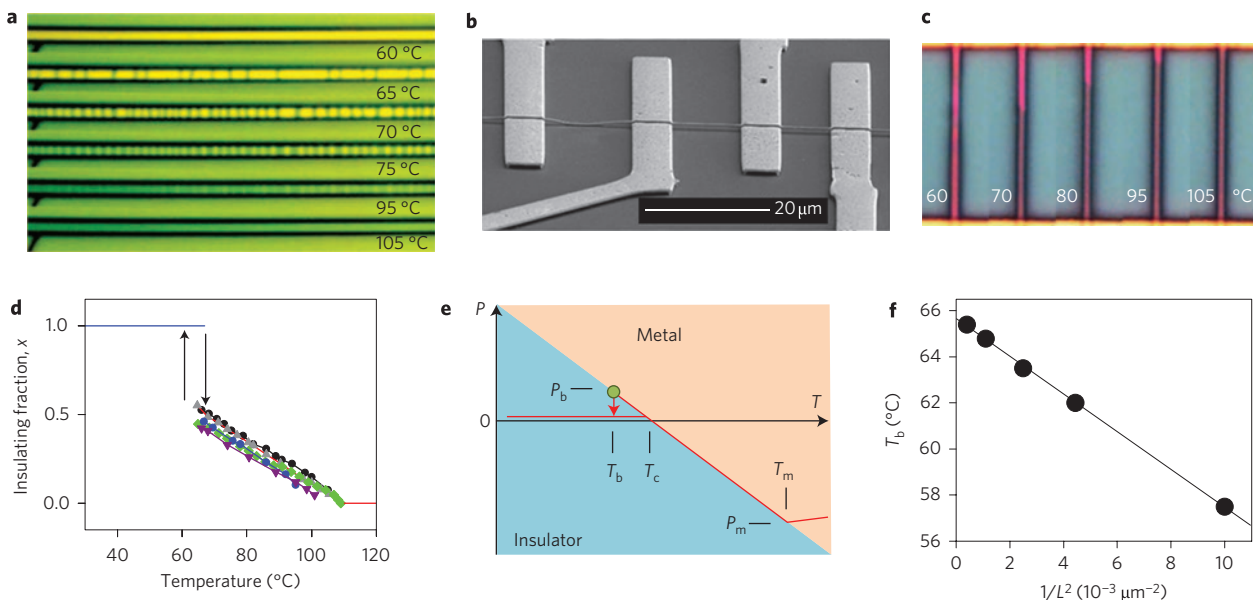 a
60 °C
65 °C
70 °C
75 °C
95 °C
105 °C
b
20 μm
c
60 70 80 95 105 °C
d
1.0
0.5
0.0
40 60 80 100 120
Temperature (°C)
Insulating fraction, x
e
P
Metal
P_b
T
0
T_b T_c T_m
P_m
Insulator
f
66
64
62
60
58
56
0 2 4 6 8 10
1/L² (10⁻³ μm⁻²)
T_b (°C)